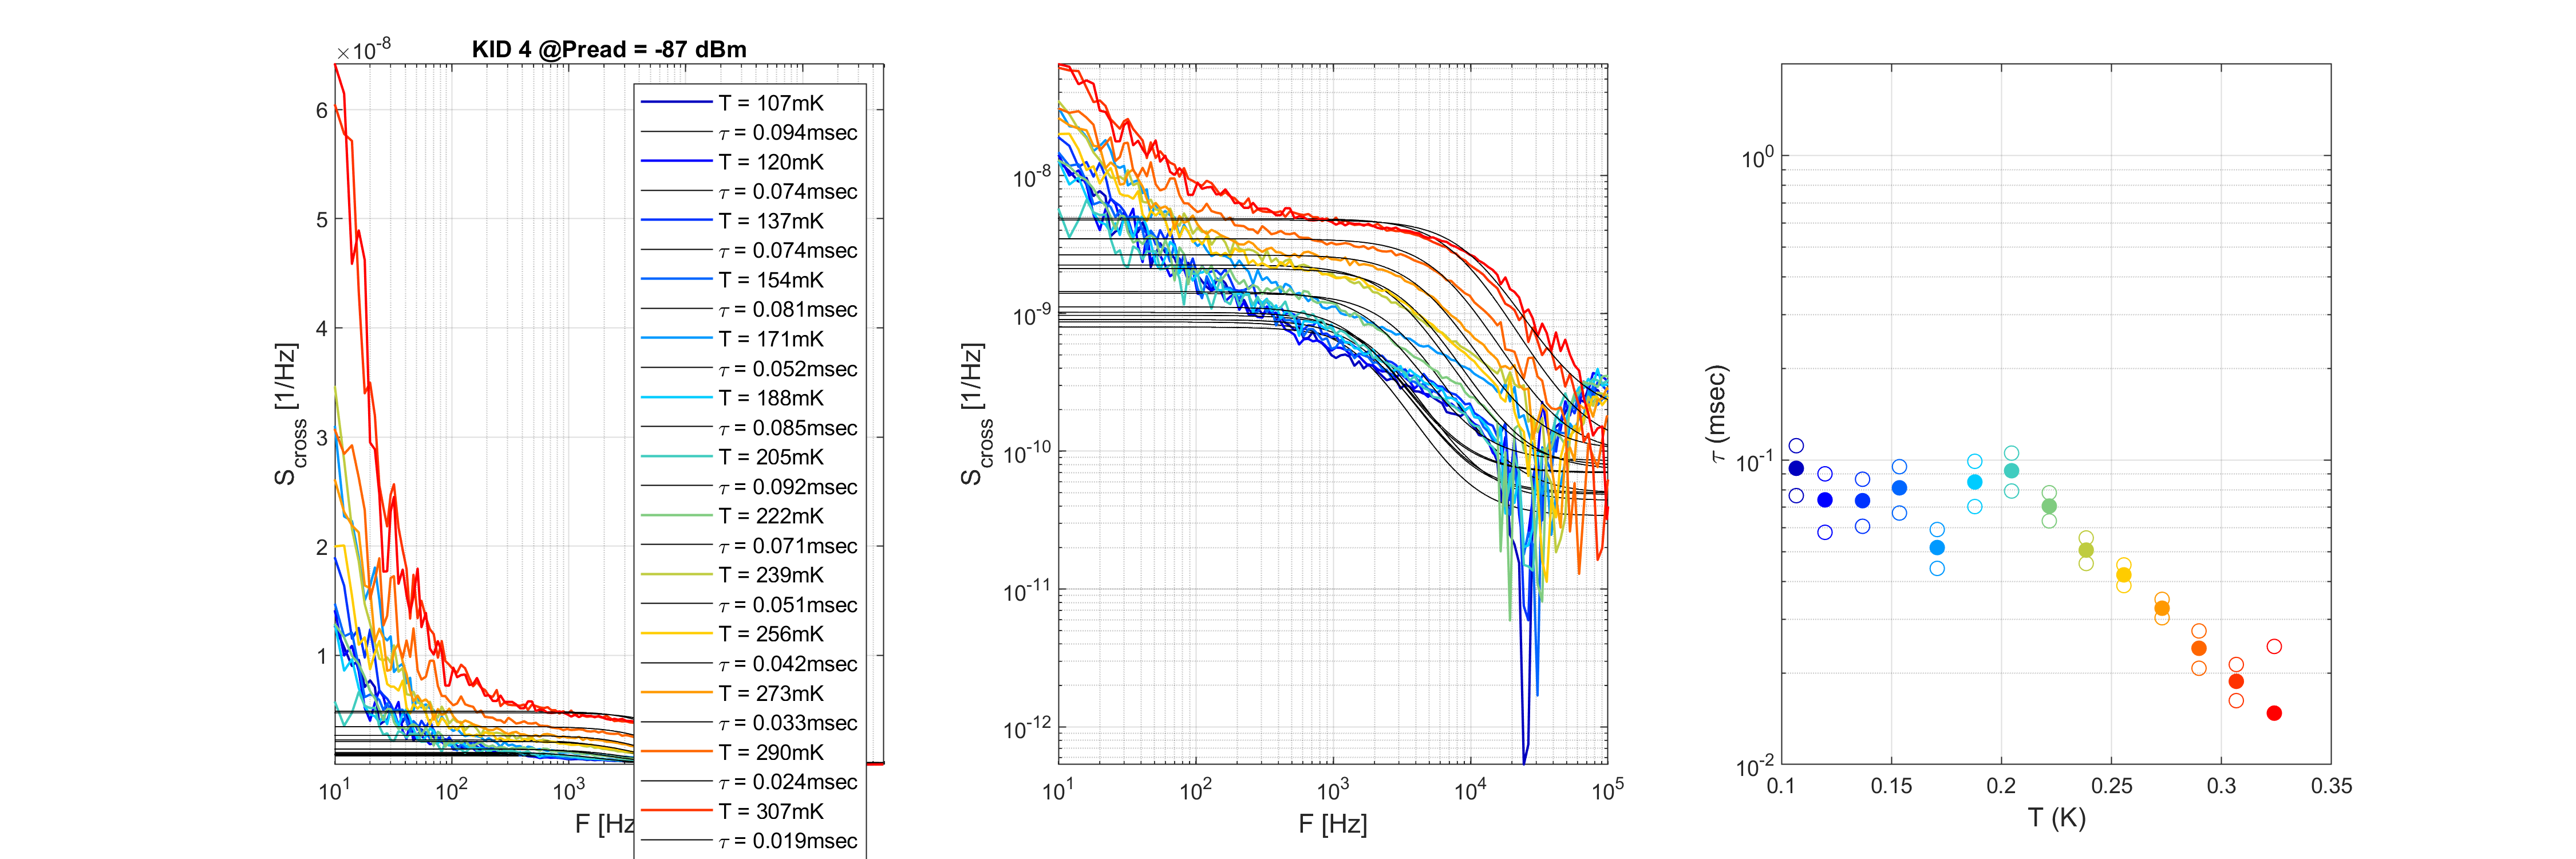 KID 4 @Pread = -87 dBm
×10⁻⁸
6
5
4
3
2
1
S_cross [1/Hz]
10¹ 10² 10³
F [Hz
T = 107mK
τ = 0.094msec
T = 120mK
τ = 0.074msec
T = 137mK
τ = 0.074msec
T = 154mK
τ = 0.081msec
T = 171mK
τ = 0.052msec
T = 188mK
τ = 0.085msec
T = 205mK
τ = 0.092msec
T = 222mK
τ = 0.071msec
T = 239mK
τ = 0.051msec
T = 256mK
τ = 0.042msec
T = 273mK
τ = 0.033msec
T = 290mK
τ = 0.024msec
T = 307mK
τ = 0.019msec
10⁻⁸
10⁻⁹
10⁻¹⁰
10⁻¹¹
10⁻¹²
S_cross [1/Hz]
10¹ 10² 10³ 10⁴ 10⁵
F [Hz]
10⁰
10⁻¹
10⁻²
τ (msec)
0.1 0.15 0.2 0.25 0.3 0.35
T (K)